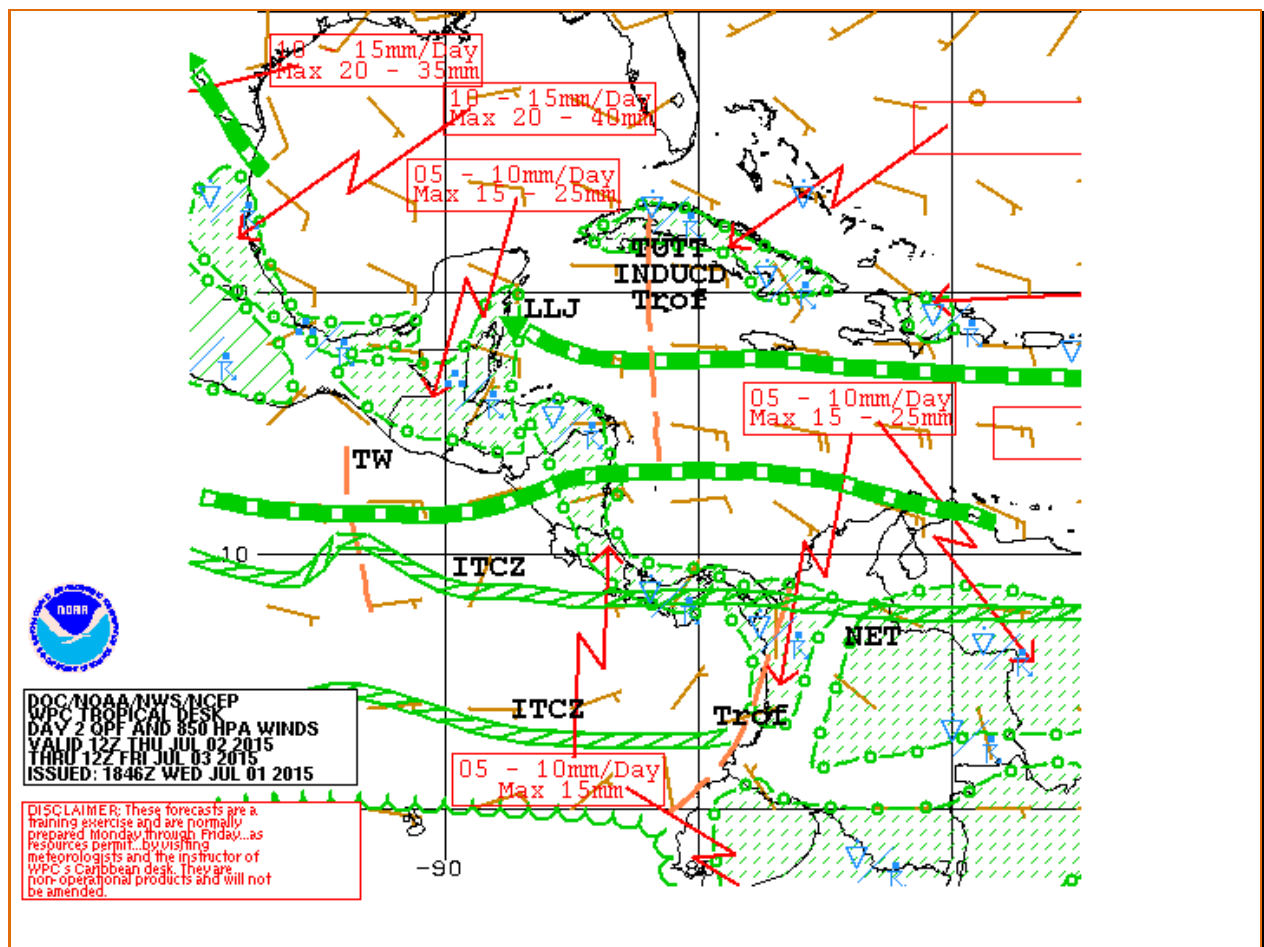 10 - 15mm/Day
Max 20 - 35mm
10 - 15mm/Day
Max 20 - 40mm
05 - 10mm/Day
Max 15 - 25mm
TUTT
INDUCD
Trof
20
LLJ
05 - 10mm/Day
Max 15 - 25mm
TW
10
ITCZ
NET
ITCZ
Trof
05 - 10mm/Day
Max 15mm
-90
70
NOAA
DOC/NOAA/NWS/NCEP
WPC TROPICAL DESK
DAY 2 QPF AND 850 HPA WINDS
VALID 12Z THU JUL 02 2015
THRU 12Z FRI JUL 03 2015
ISSUED: 1846Z WED JUL 01 2015
DISCLAIMER: These forecasts are a
training exercise and are normally
prepared Monday through Friday...as
resources permit...by visiting
meteorologists and the instructor of
WPC s Caribbean desk. They are
non-operational products and will not
be amended.